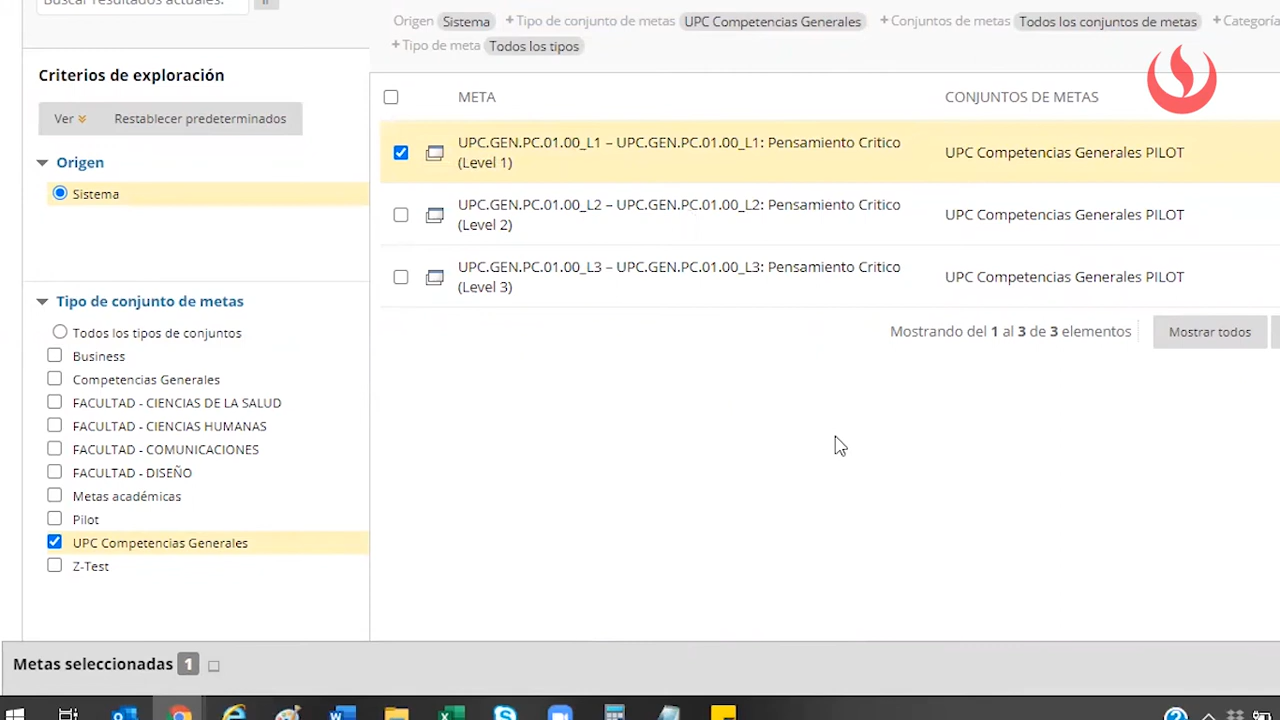 Buscar resultados actuales.
Origen Sistema + Tipo de conjunto de metas UPC Competencias Generales + Conjuntos de metas Todos los conjuntos de metas + Categoría
+ Tipo de meta Todos los tipos
Criterios de exploración
Ver Restablecer predeterminados
Origen
Sistema
Tipo de conjunto de metas
Todos los tipos de conjuntos
Business
Competencias Generales
FACULTAD - CIENCIAS DE LA SALUD
FACULTAD - CIENCIAS HUMANAS
FACULTAD - COMUNICACIONES
FACULTAD - DISEÑO
Metas académicas
Pilot
UPC Competencias Generales
Z-Test
META CONJUNTOS DE METAS
UPC.GEN.PC.01.00_L1 – UPC.GEN.PC.01.00_L1: Pensamiento Critico
(Level 1)
UPC Competencias Generales PILOT
UPC.GEN.PC.01.00_L2 – UPC.GEN.PC.01.00_L2: Pensamiento Critico
(Level 2)
UPC Competencias Generales PILOT
UPC.GEN.PC.01.00_L3 – UPC.GEN.PC.01.00_L3: Pensamiento Critico
(Level 3)
UPC Competencias Generales PILOT
Mostrando del 1 al 3 de 3 elementos Mostrar todos
Metas seleccionadas 1